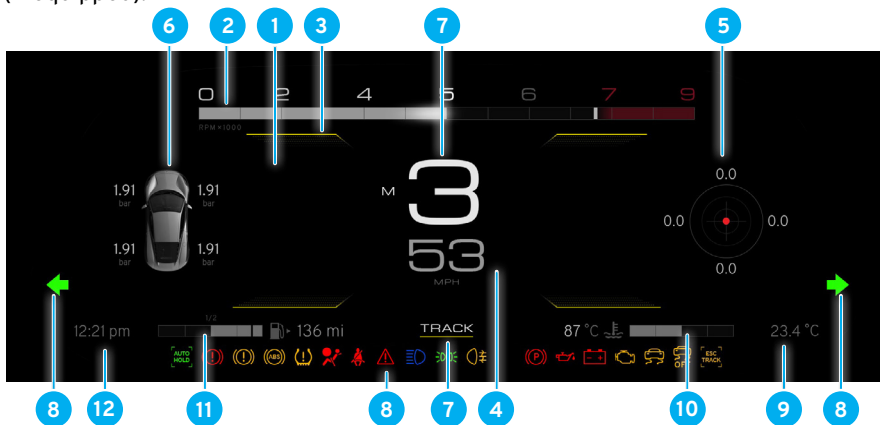 6 2 1 3 7 5
0 2 4 5 6 7 9
RPM×1000
0.0
1.91 1.91
bar bar
M 3
0.0 0.0
53
1.91 1.91
bar bar
MPH
0.0
1/2
12:21 pm 136 mi TRACK 87 °C 23.4 °C
AUTO HOLD ABS P OFF ESC TRACK
8 12 11 8 7 4 10 9 8